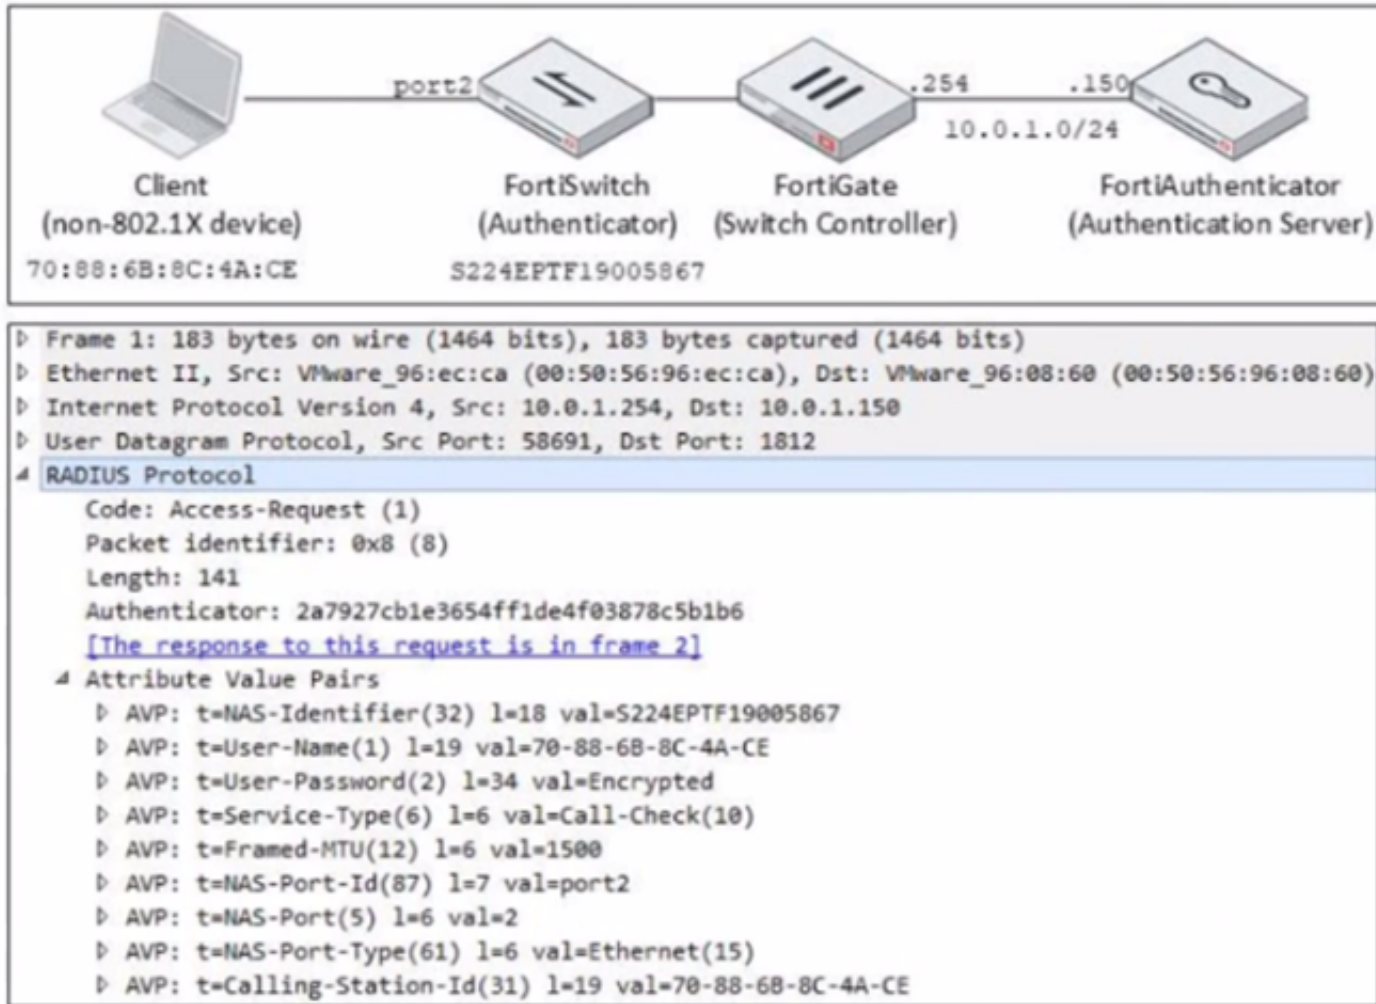 port2
.254
.150
10.0.1.0/24
Client
(non-802.1X device)
70:88:6B:8C:4A:CE
FortiSwitch
(Authenticator)
S224EPTF19005867
FortiGate
(Switch Controller)
FortiAuthenticator
(Authentication Server)
Frame 1: 183 bytes on wire (1464 bits), 183 bytes captured (1464 bits)
Ethernet II, Src: VMware_96:ec:ca (00:50:56:96:ec:ca), Dst: VMware_96:08:60 (00:50:56:96:08:60)
Internet Protocol Version 4, Src: 10.0.1.254, Dst: 10.0.1.150
User Datagram Protocol, Src Port: 58691, Dst Port: 1812
RADIUS Protocol
Code: Access-Request (1)
Packet identifier: 0x8 (8)
Length: 141
Authenticator: 2a7927cb1e3654ff1de4f03878c5b1b6
[The response to this request is in frame 2]
Attribute Value Pairs
AVP: t=NAS-Identifier(32) l=18 val=S224EPTF19005867
AVP: t=User-Name(1) l=19 val=70-88-6B-8C-4A-CE
AVP: t=User-Password(2) l=34 val=Encrypted
AVP: t=Service-Type(6) l=6 val=Call-Check(10)
AVP: t=Framed-MTU(12) l=6 val=1500
AVP: t=NAS-Port-Id(87) l=7 val=port2
AVP: t=NAS-Port(5) l=6 val=2
AVP: t=NAS-Port-Type(61) l=6 val=Ethernet(15)
AVP: t=Calling-Station-Id(31) l=19 val=70-88-6B-8C-4A-CE